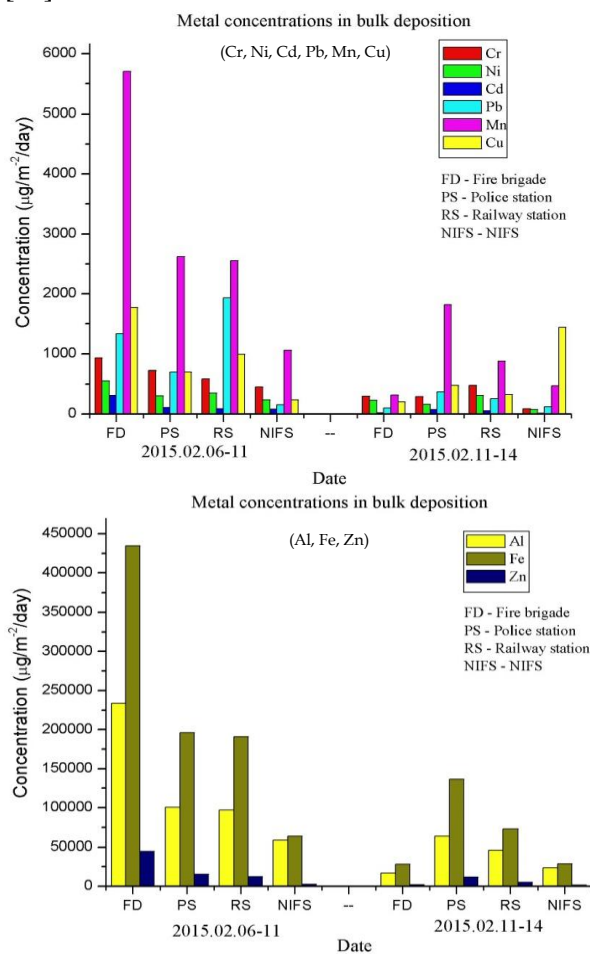 Metal concentrations in bulk deposition
(Cr, Ni, Cd, Pb, Mn, Cu)
Cr
Ni
Cd
Pb
Mn
Cu
FD - Fire brigade
PS - Police station
RS - Railway station
NIFS - NIFS
Concentration (μg/m⁻²/day)
6000
5000
4000
3000
2000
1000
0
FD PS RS NIFS -- FD PS RS NIFS
2015.02.06-11 2015.02.11-14
Date
Metal concentrations in bulk deposition
(Al, Fe, Zn)
Al
Fe
Zn
FD - Fire brigade
PS - Police station
RS - Railway station
NIFS - NIFS
Concentration (μg/m⁻²/day)
450000
400000
350000
300000
250000
200000
150000
100000
50000
0
FD PS RS NIFS -- FD PS RS NIFS
2015.02.06-11 2015.02.11-14
Date